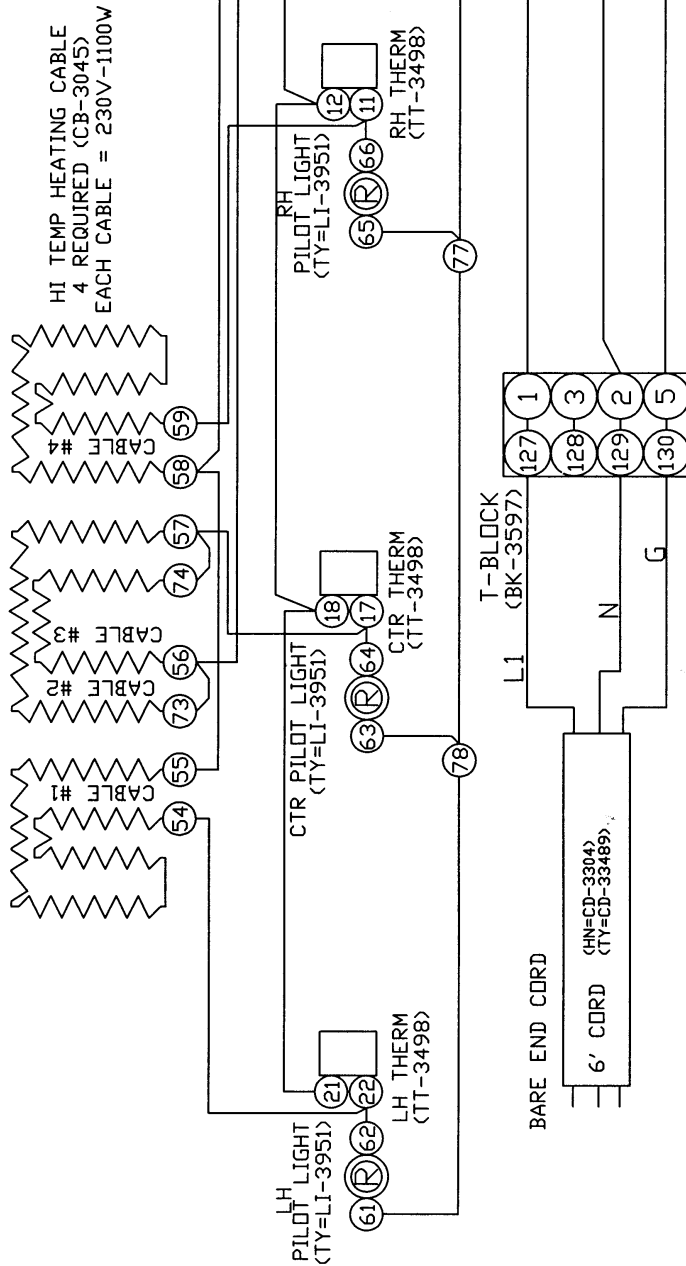 HI TEMP HEATING CABLE
4 REQUIRED (CB-3045)
EACH CABLE = 230V-1100W
CABLE #1
CABLE #2
CABLE #3
CABLE #4
54
55
73
56
74
57
58
59
LH
PILOT LIGHT
(TY=LI-3951)
61
R
62
21
22
LH THERM
(TT-3498)
CTR PILOT LIGHT
(TY=LI-3951)
63
R
64
18
17
CTR THERM
(TT-3498)
RH
PILOT LIGHT
(TY=LI-3951)
65
R
66
12
11
RH THERM
(TT-3498)
78
77
BARE END CORD
6' CORD
(HN=CD-3304)
(TY=CD-33489)
L1
N
G
T-BLOCK
(BK-3597)
127 1
128 3
129 2
130 5